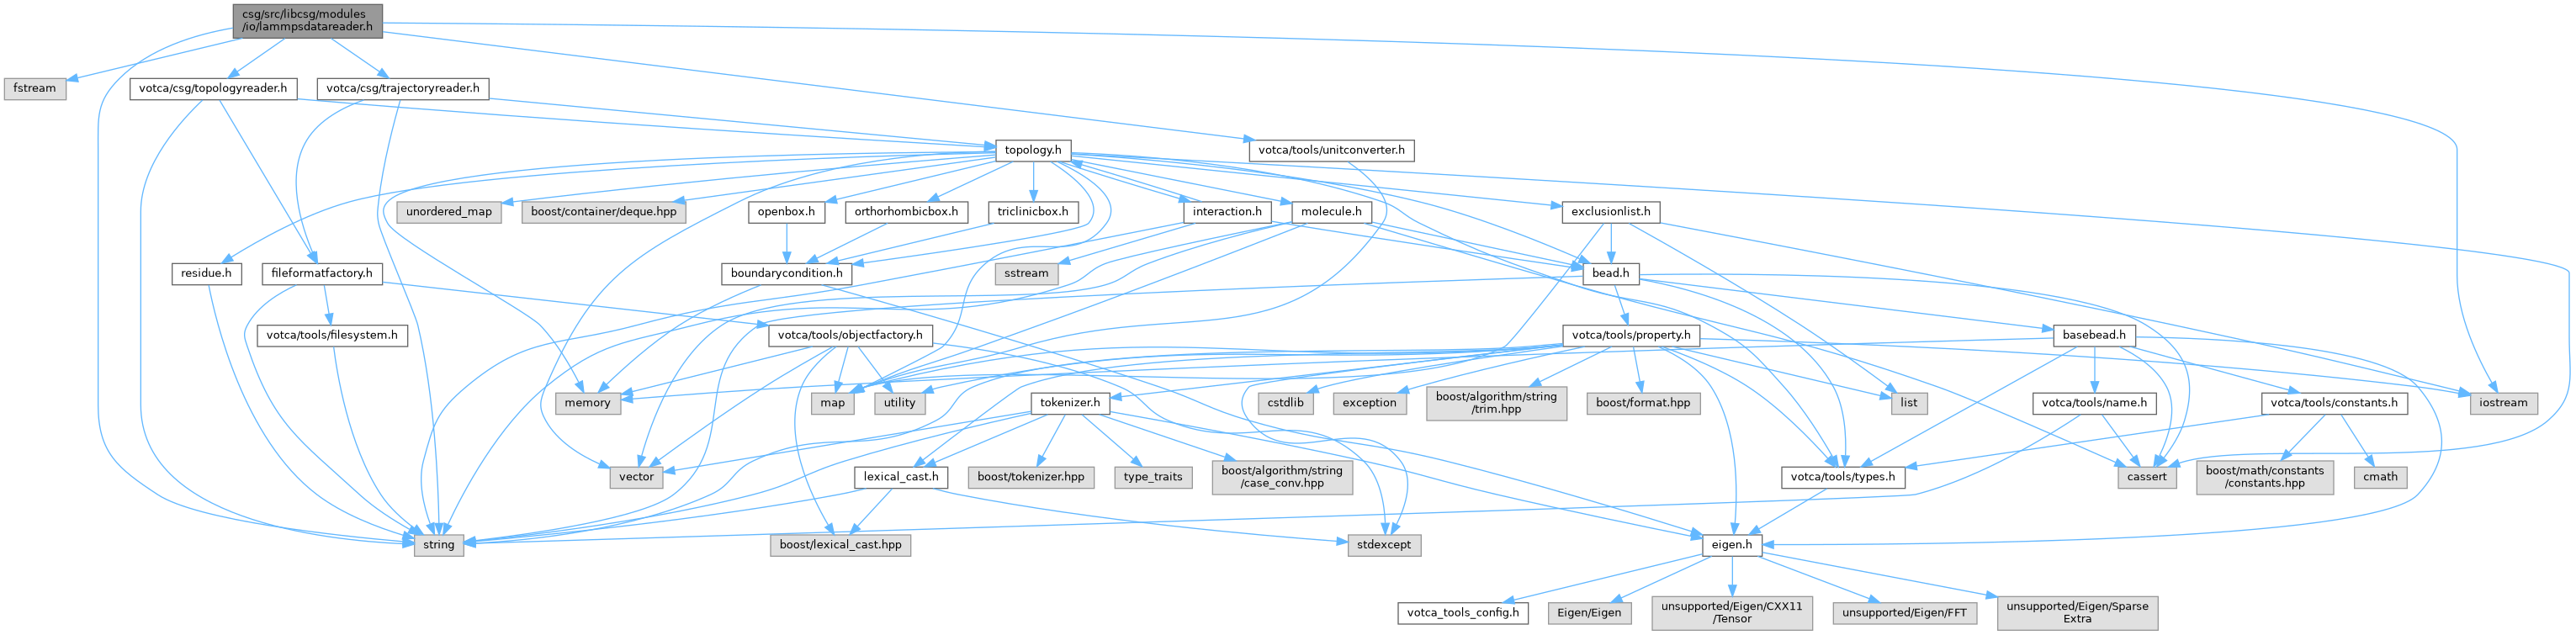 csg/src/libcsg/modules
/io/lammpsdatareader.h
fstream
votca/csg/topologyreader.h
votca/csg/trajectoryreader.h
topology.h
votca/tools/unitconverter.h
unordered_map
boost/container/deque.hpp
openbox.h
orthorhombicbox.h
triclinicbox.h
interaction.h
molecule.h
exclusionlist.h
residue.h
fileformatfactory.h
boundarycondition.h
sstream
bead.h
votca/tools/filesystem.h
votca/tools/objectfactory.h
votca/tools/property.h
basebead.h
memory
map
utility
tokenizer.h
cstdlib
exception
boost/algorithm/string
/trim.hpp
boost/format.hpp
list
votca/tools/name.h
votca/tools/constants.h
iostream
vector
lexical_cast.h
boost/tokenizer.hpp
type_traits
boost/algorithm/string
/case_conv.hpp
votca/tools/types.h
cassert
boost/math/constants
/constants.hpp
cmath
string
boost/lexical_cast.hpp
stdexcept
eigen.h
votca_tools_config.h
Eigen/Eigen
unsupported/Eigen/CXX11
/Tensor
unsupported/Eigen/FFT
unsupported/Eigen/Sparse
Extra